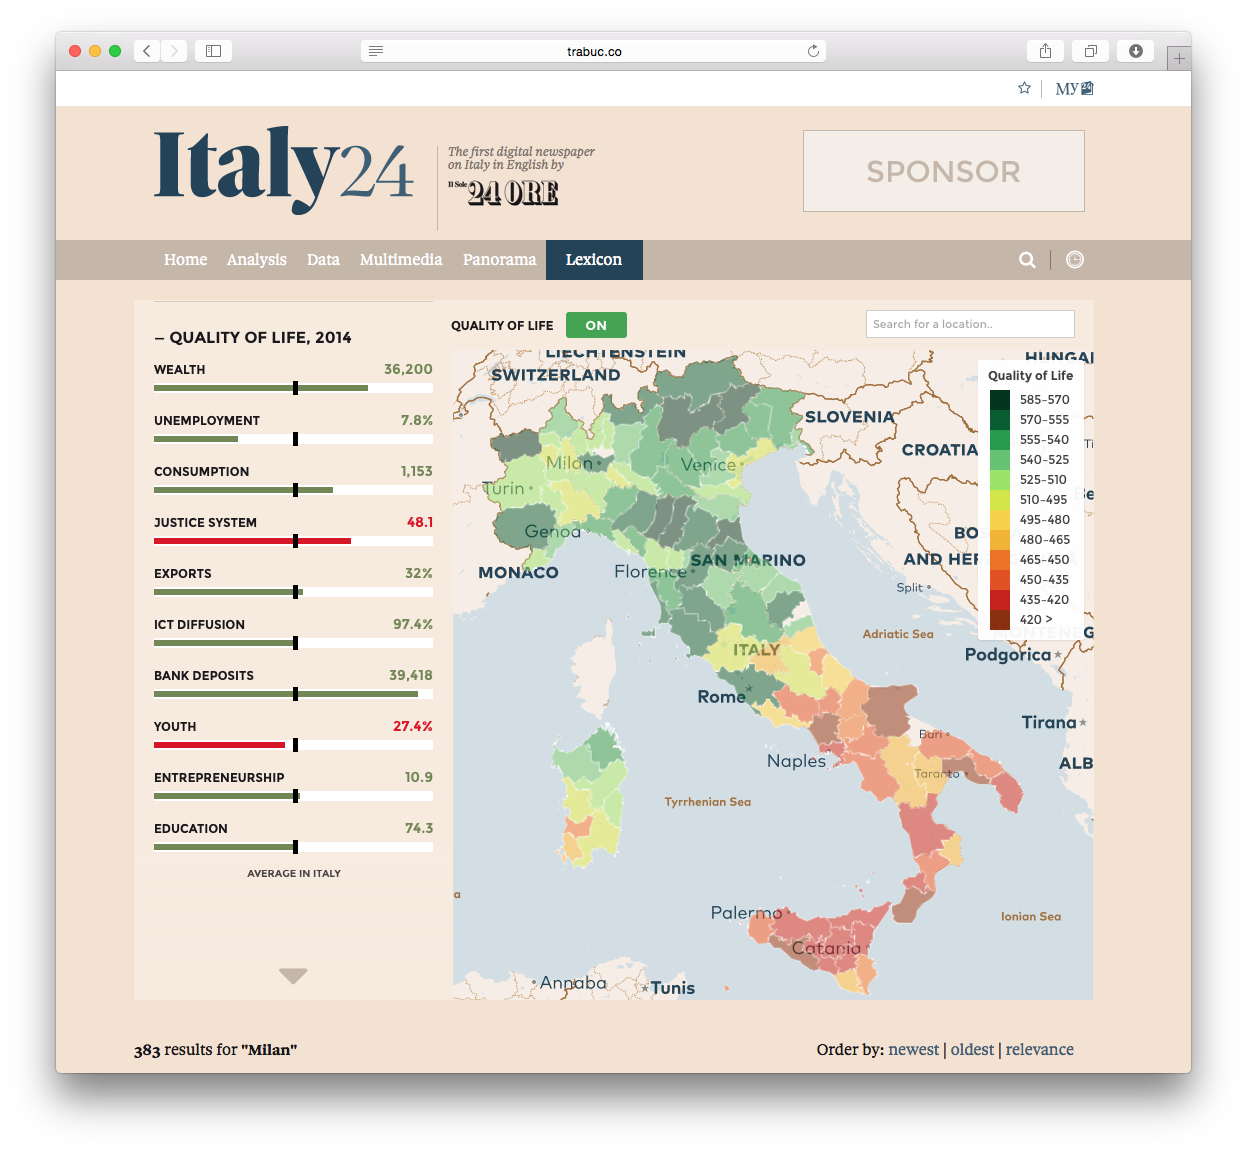 trabuc.co
MY24
Italy24
The first digital newspaper
on Italy in English by
Il Sole
24 ORE
SPONSOR
Home Analysis Data Multimedia Panorama Lexicon
– QUALITY OF LIFE, 2014
WEALTH 36,200
UNEMPLOYMENT 7.8%
CONSUMPTION 1,153
JUSTICE SYSTEM 48.1
EXPORTS 32%
ICT DIFFUSION 97.4%
BANK DEPOSITS 39,418
YOUTH 27.4%
ENTREPRENEURSHIP 10.9
EDUCATION 74.3
AVERAGE IN ITALY
QUALITY OF LIFE ON
Search for a location..
LIECHTENSTEIN
SWITZERLAND
HUNGAI
SLOVENIA
CROATIA
Ti
Be
Milan
Venice
Turin
Genoa
BO
AND HEF
SAN MARINO
MONACO
Florence
Split
Adriatic Sea
MONTENEG
ITALY
Podgorica
Rome
Tirana
Bari
Naples
ALB
Taranto
Tyrrhenian Sea
a
Palermo
Ionian Sea
Catania
Annaba
Tunis
Quality of Life
585–570
570–555
555–540
540–525
525–510
510–495
495–480
480–465
465–450
450–435
435–420
420 >
383 results for "Milan"
Order by: newest | oldest | relevance